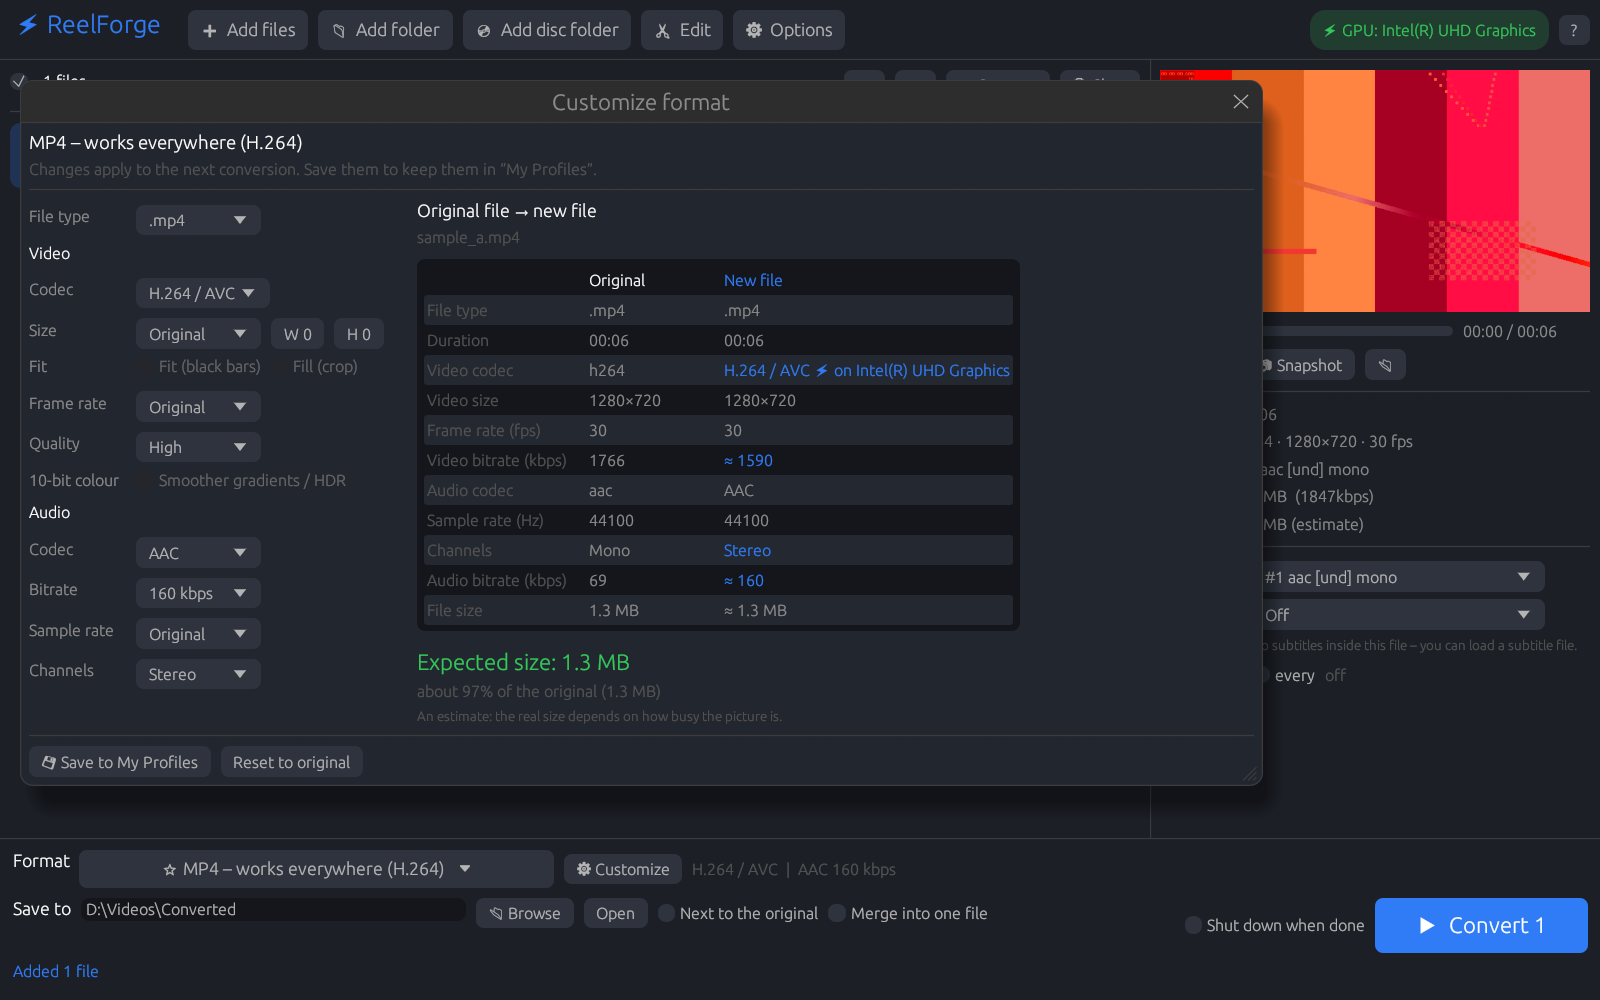 ReelForge
Add files
Add folder
Add disc folder
Edit
Options
GPU: Intel(R) UHD Graphics
?
1 files
Customize format
MP4 – works everywhere (H.264)
Changes apply to the next conversion. Save them to keep them in “My Profiles”.
File type
.mp4
Video
Codec
H.264 / AVC
Size
Original
W 0
H 0
Fit
Fit (black bars)
Fill (crop)
Frame rate
Original
Quality
High
10-bit colour
Smoother gradients / HDR
Audio
Codec
AAC
Bitrate
160 kbps
Sample rate
Original
Channels
Stereo
Original file → new file
sample_a.mp4
Original New file
File type .mp4 .mp4
Duration 00:06 00:06
Video codec h264 H.264 / AVC ⚡ on Intel(R) UHD Graphics
Video size 1280×720 1280×720
Frame rate (fps) 30 30
Video bitrate (kbps) 1766 ≈ 1590
Audio codec aac AAC
Sample rate (Hz) 44100 44100
Channels Mono Stereo
Audio bitrate (kbps) 69 ≈ 160
File size 1.3 MB ≈ 1.3 MB
Expected size: 1.3 MB
about 97% of the original (1.3 MB)
An estimate: the real size depends on how busy the picture is.
Save to My Profiles
Reset to original
00:00 / 00:06
Snapshot
06
4 · 1280×720 · 30 fps
aac [und] mono
MB (1847kbps)
MB (estimate)
#1 aac [und] mono
Off
subtitles inside this file – you can load a subtitle file.
every off
Format
☆ MP4 – works everywhere (H.264)
Customize
H.264 / AVC | AAC 160 kbps
Save to
D:\Videos\Converted
Browse
Open
Next to the original
Merge into one file
Shut down when done
Convert 1
Added 1 file